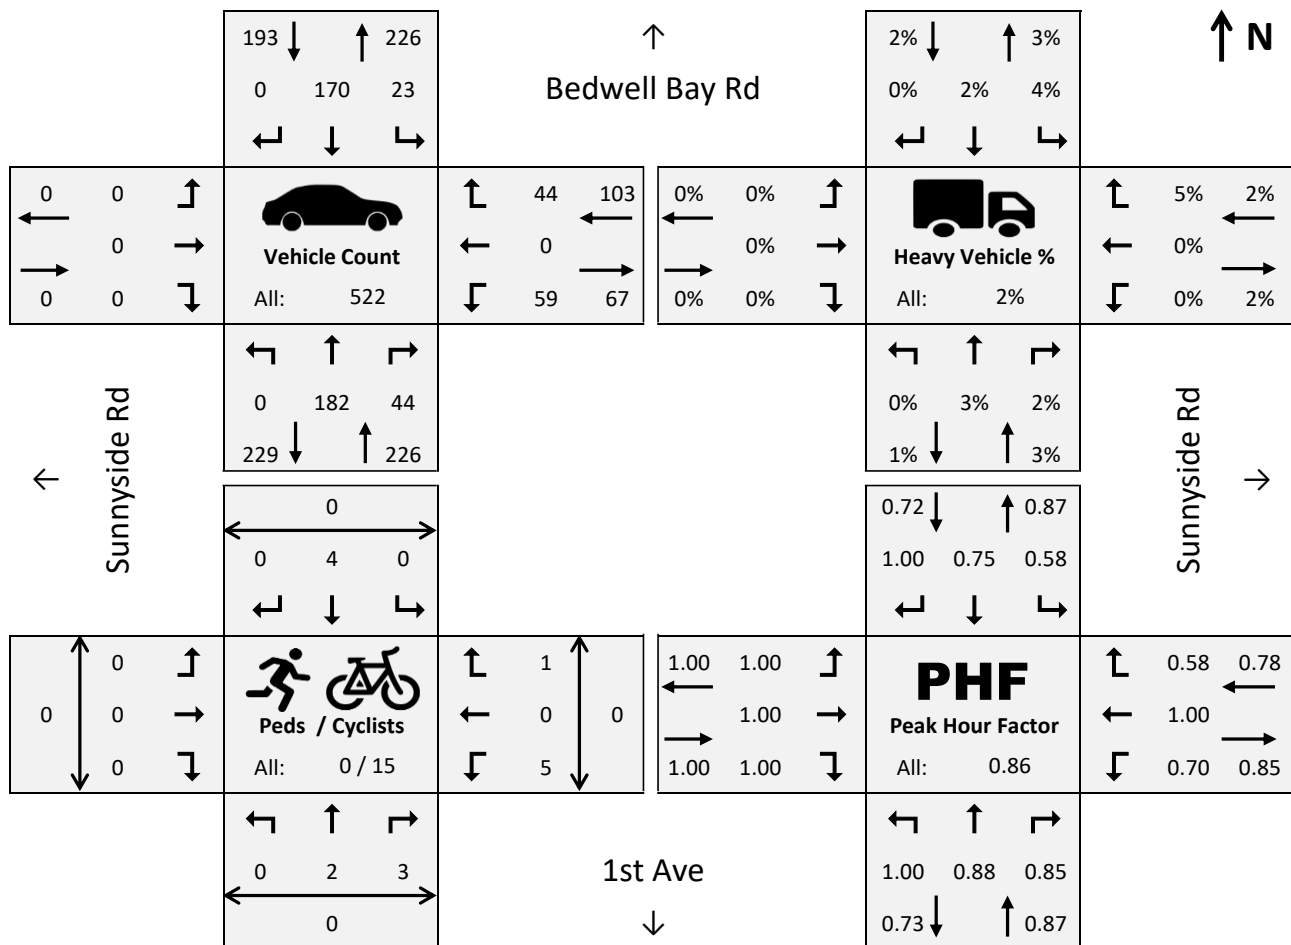 193 226 2% 3% N
Bedwell Bay Rd
0 170 23 0% 2% 4%
0 0 44 103 0% 0% 5% 2%
0 0 0% 0%
Vehicle Count Heavy Vehicle %
0 0 All: 522 59 67 0% 0% All: 2% 0% 2%
0 182 44 0% 3% 2%
229 226 1% 3%
Sunnyside Rd Sunnyside Rd
0 0.72 0.87
0 4 0 1.00 0.75 0.58
0 1 1.00 1.00 0.58 0.78
0 0 0 0 1.00 1.00
PHF
Peds / Cyclists Peak Hour Factor
0 All: 0 / 15 5 1.00 1.00 All: 0.86 0.70 0.85
0 2 3 1st Ave 1.00 0.88 0.85
0 0.73 0.87